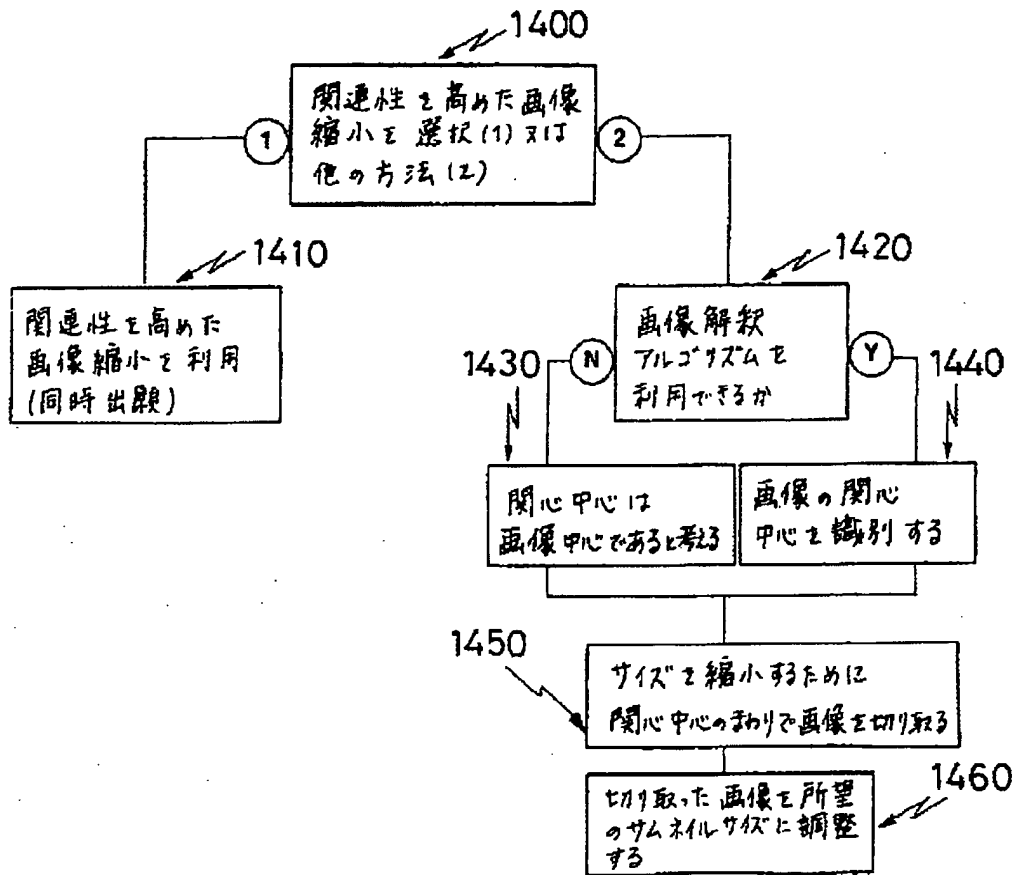 1400
関連性を高めた画像
縮小を選択(1)又は
他の方法(2)
1
2
1410
関連性を高めた
画像縮小を利用
(同時出願)
1420
画像解釈
アルゴリズムを
利用できるか
N
Y
1430
関心中心は
画像中心であると考える
1440
画像の関心
中心を識別する
1450
サイズを縮小するために
関心中心のまわりで画像を切り取る
1460
切り取った画像を所望
のサムネイルサイズに調整
する